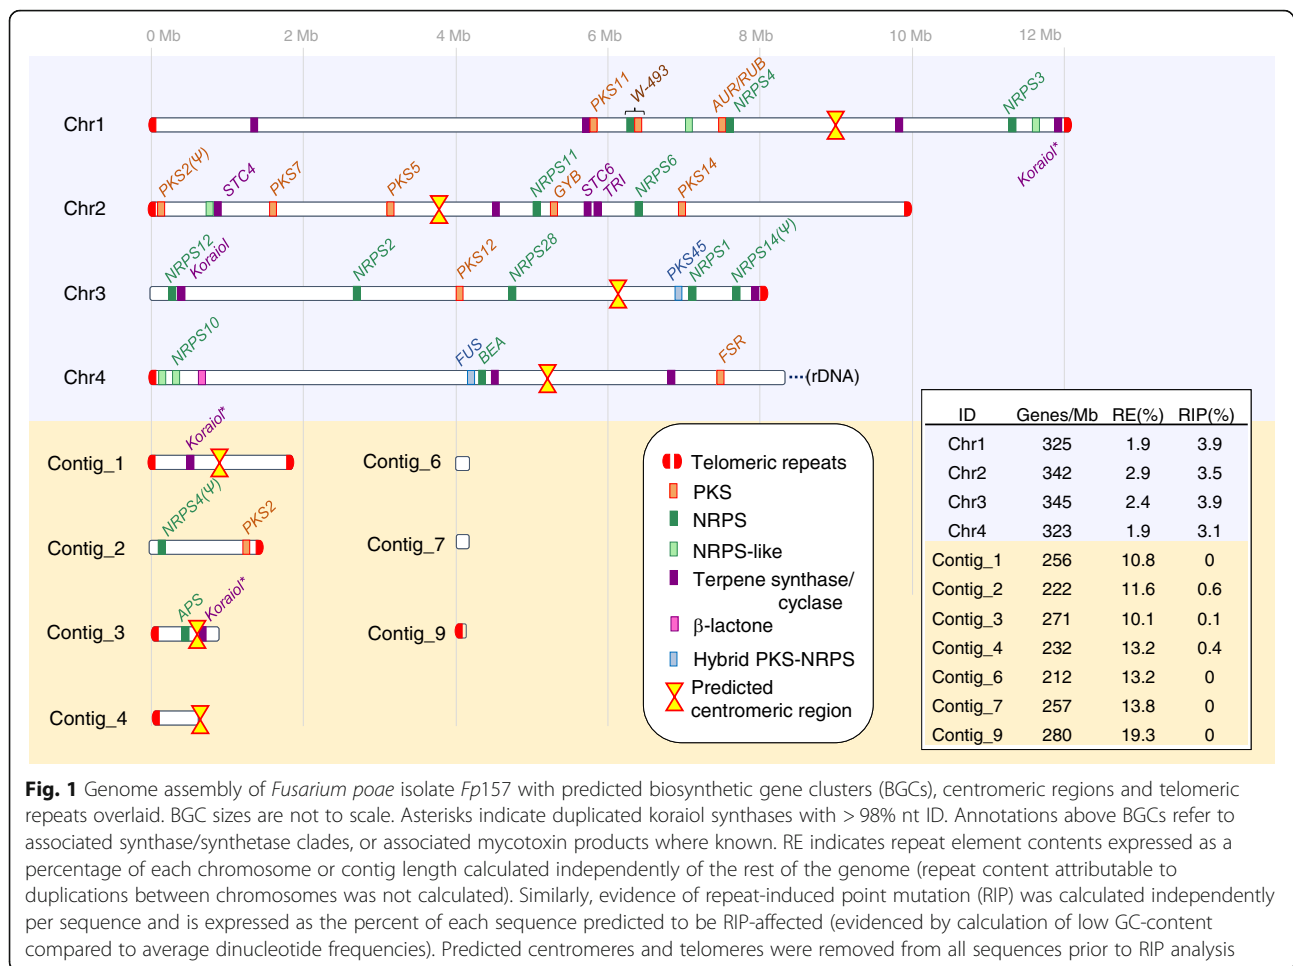 0 Mb 2 Mb 4 Mb 6 Mb 8 Mb 10 Mb 12 Mb
PKS11 W-493 AUR/RUB NRPS4 NRPS3
Chr1
Koraiol*
PKS2(Ψ) STC4 PKS7 PKS5 NRPS11 GYB STC6 TRI NRPS6 PKS14
Chr2
NRPS12 Koraiol NRPS2 PKS12 NRPS28 PKS45 NRPS1 NRPS14(Ψ)
Chr3
NRPS10 FUS BEA FSR
Chr4 (rDNA)
Koraiol*
Contig_1
NRPS4(Ψ) PKS2
Contig_2
APS Koraiol*
Contig_3
Contig_4
Contig_6
Contig_7
Contig_9
Telomeric repeats
PKS
NRPS
NRPS-like
Terpene synthase/
cyclase
β-lactone
Hybrid PKS-NRPS
Predicted
centromeric region
ID Genes/Mb RE(%) RIP(%)
Chr1 325 1.9 3.9
Chr2 342 2.9 3.5
Chr3 345 2.4 3.9
Chr4 323 1.9 3.1
Contig_1 256 10.8 0
Contig_2 222 11.6 0.6
Contig_3 271 10.1 0.1
Contig_4 232 13.2 0.4
Contig_6 212 13.2 0
Contig_7 257 13.8 0
Contig_9 280 19.3 0
Fig. 1 Genome assembly of Fusarium poae isolate Fp157 with predicted biosynthetic gene clusters (BGCs), centromeric regions and telomeric
repeats overlaid. BGC sizes are not to scale. Asterisks indicate duplicated koraiol synthases with > 98% nt ID. Annotations above BGCs refer to
associated synthase/synthetase clades, or associated mycotoxin products where known. RE indicates repeat element contents expressed as a
percentage of each chromosome or contig length calculated independently of the rest of the genome (repeat content attributable to
duplications between chromosomes was not calculated). Similarly, evidence of repeat-induced point mutation (RIP) was calculated independently
per sequence and is expressed as the percent of each sequence predicted to be RIP-affected (evidenced by calculation of low GC-content
compared to average dinucleotide frequencies). Predicted centromeres and telomeres were removed from all sequences prior to RIP analysis